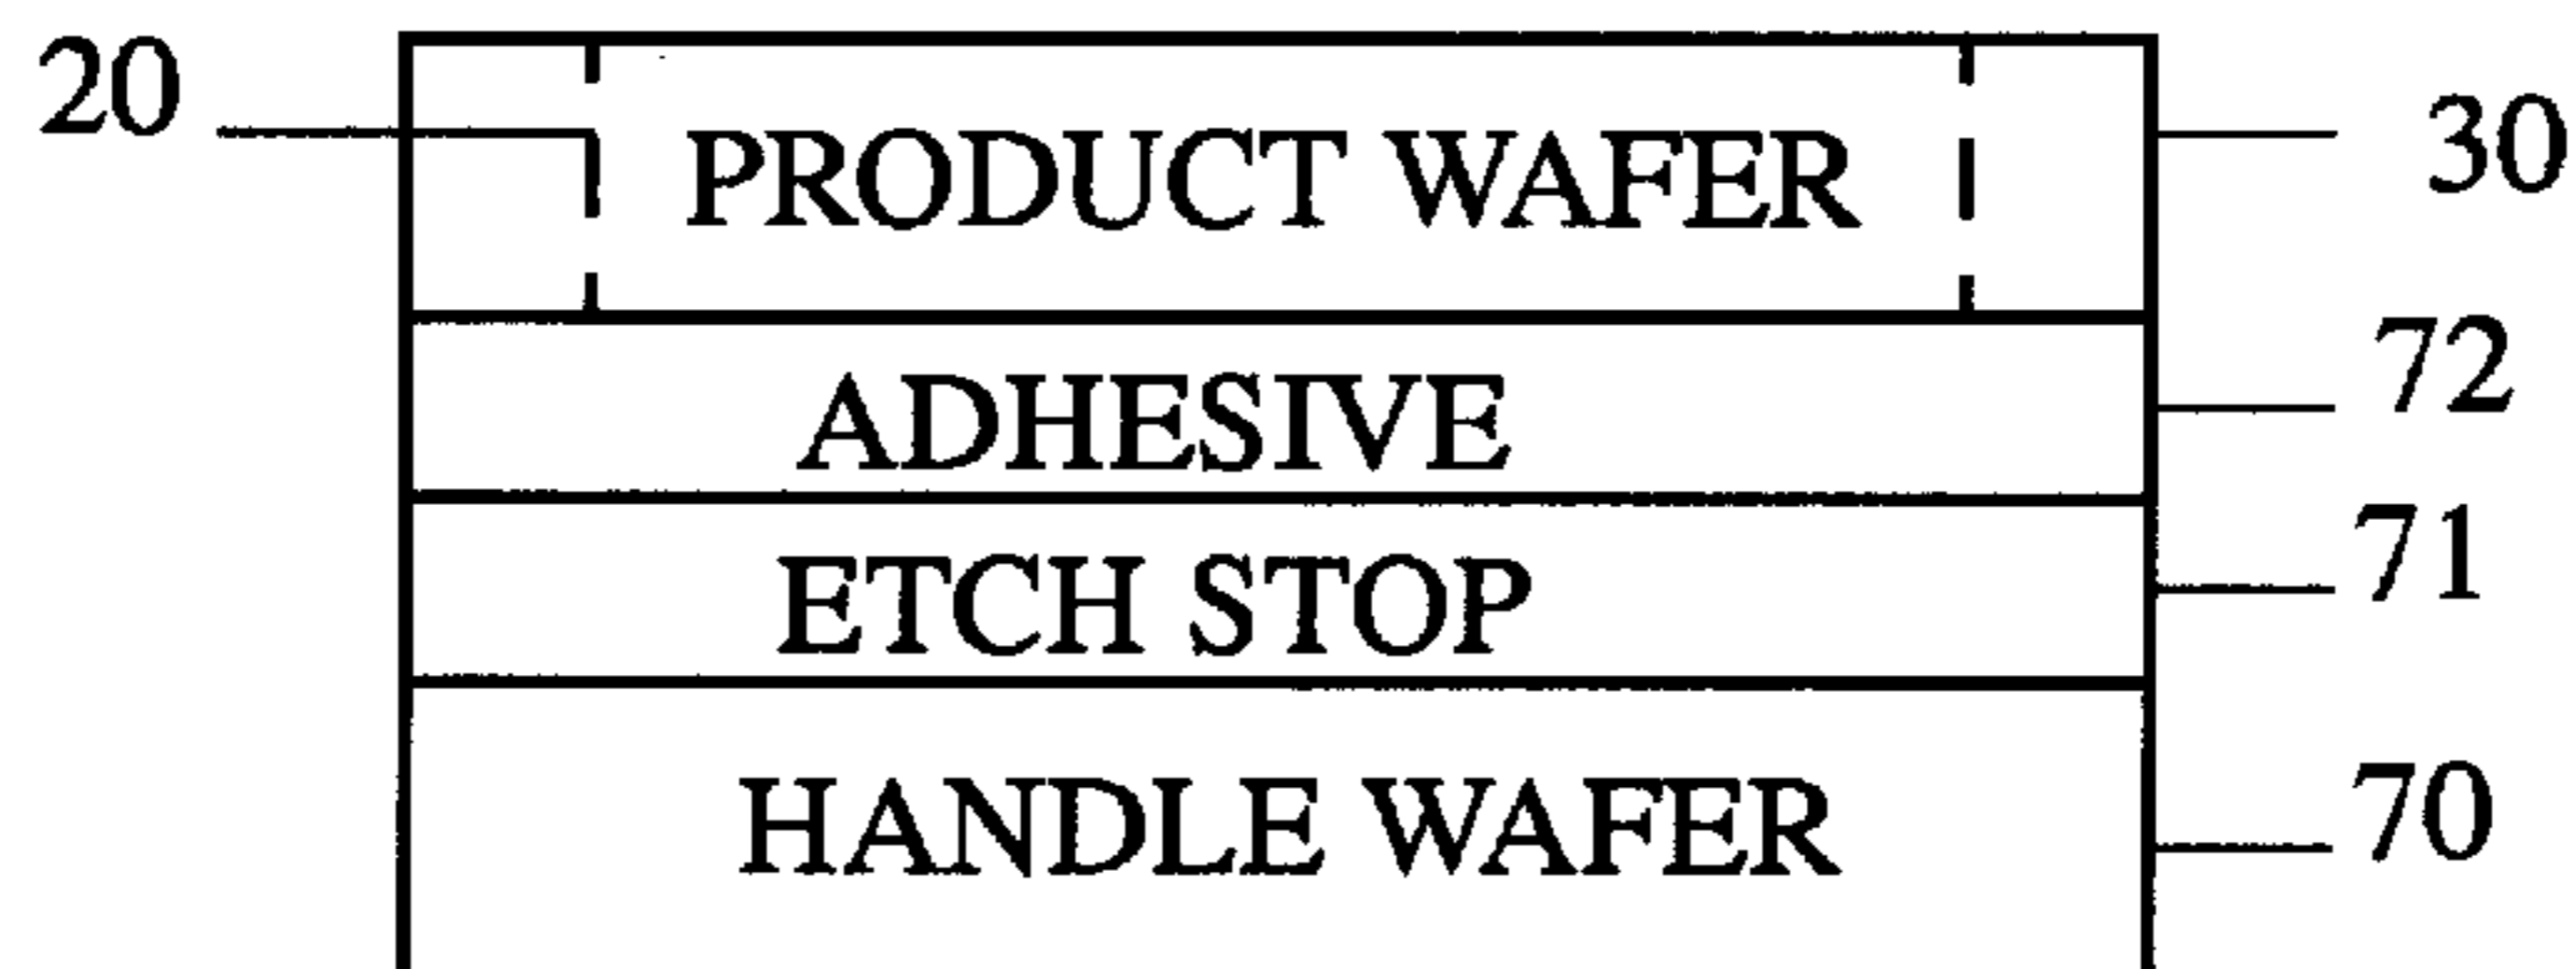 20 PRODUCT WAFER 30
ADHESIVE 72
ETCH STOP 71
HANDLE WAFER 70